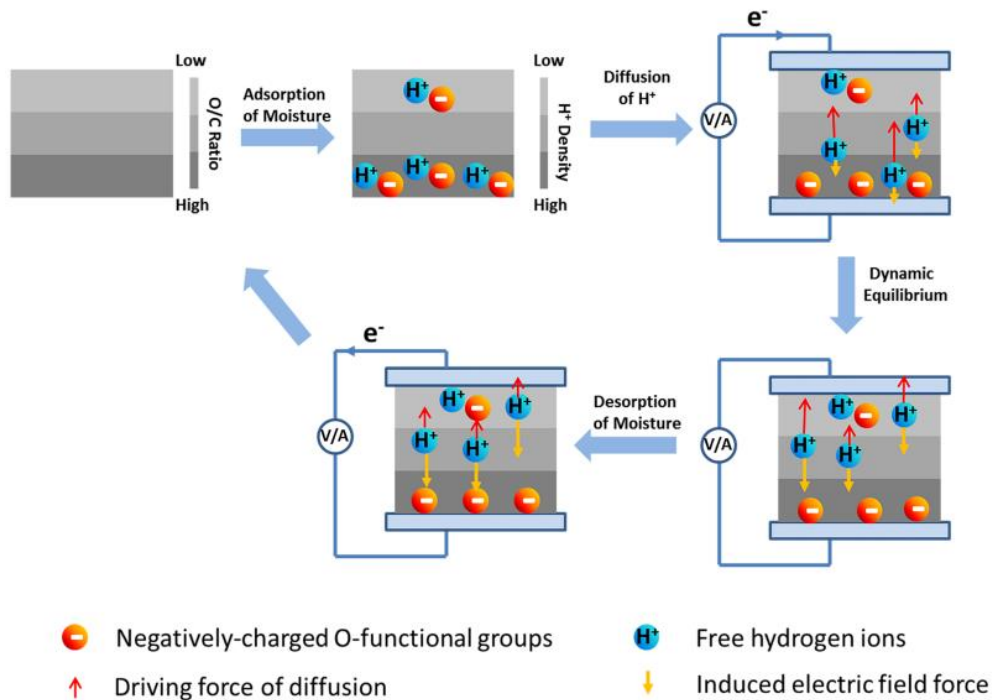 Low
O/C Ratio
High
Adsorption
of Moisture
H+
-
H+
-
H+
-
H+
-
Low
H+ Density
High
Diffusion
of H+
e-
V/A
H+
-
H+
H+
H+
-
-
-
Dynamic
Equilibrium
e-
V/A
H+
-
H+
H+
H+
-
-
-
Desorption
of Moisture
V/A
H+
-
H+
H+
H+
-
-
-
- Negatively-charged O-functional groups
H+ Free hydrogen ions
Driving force of diffusion
Induced electric field force